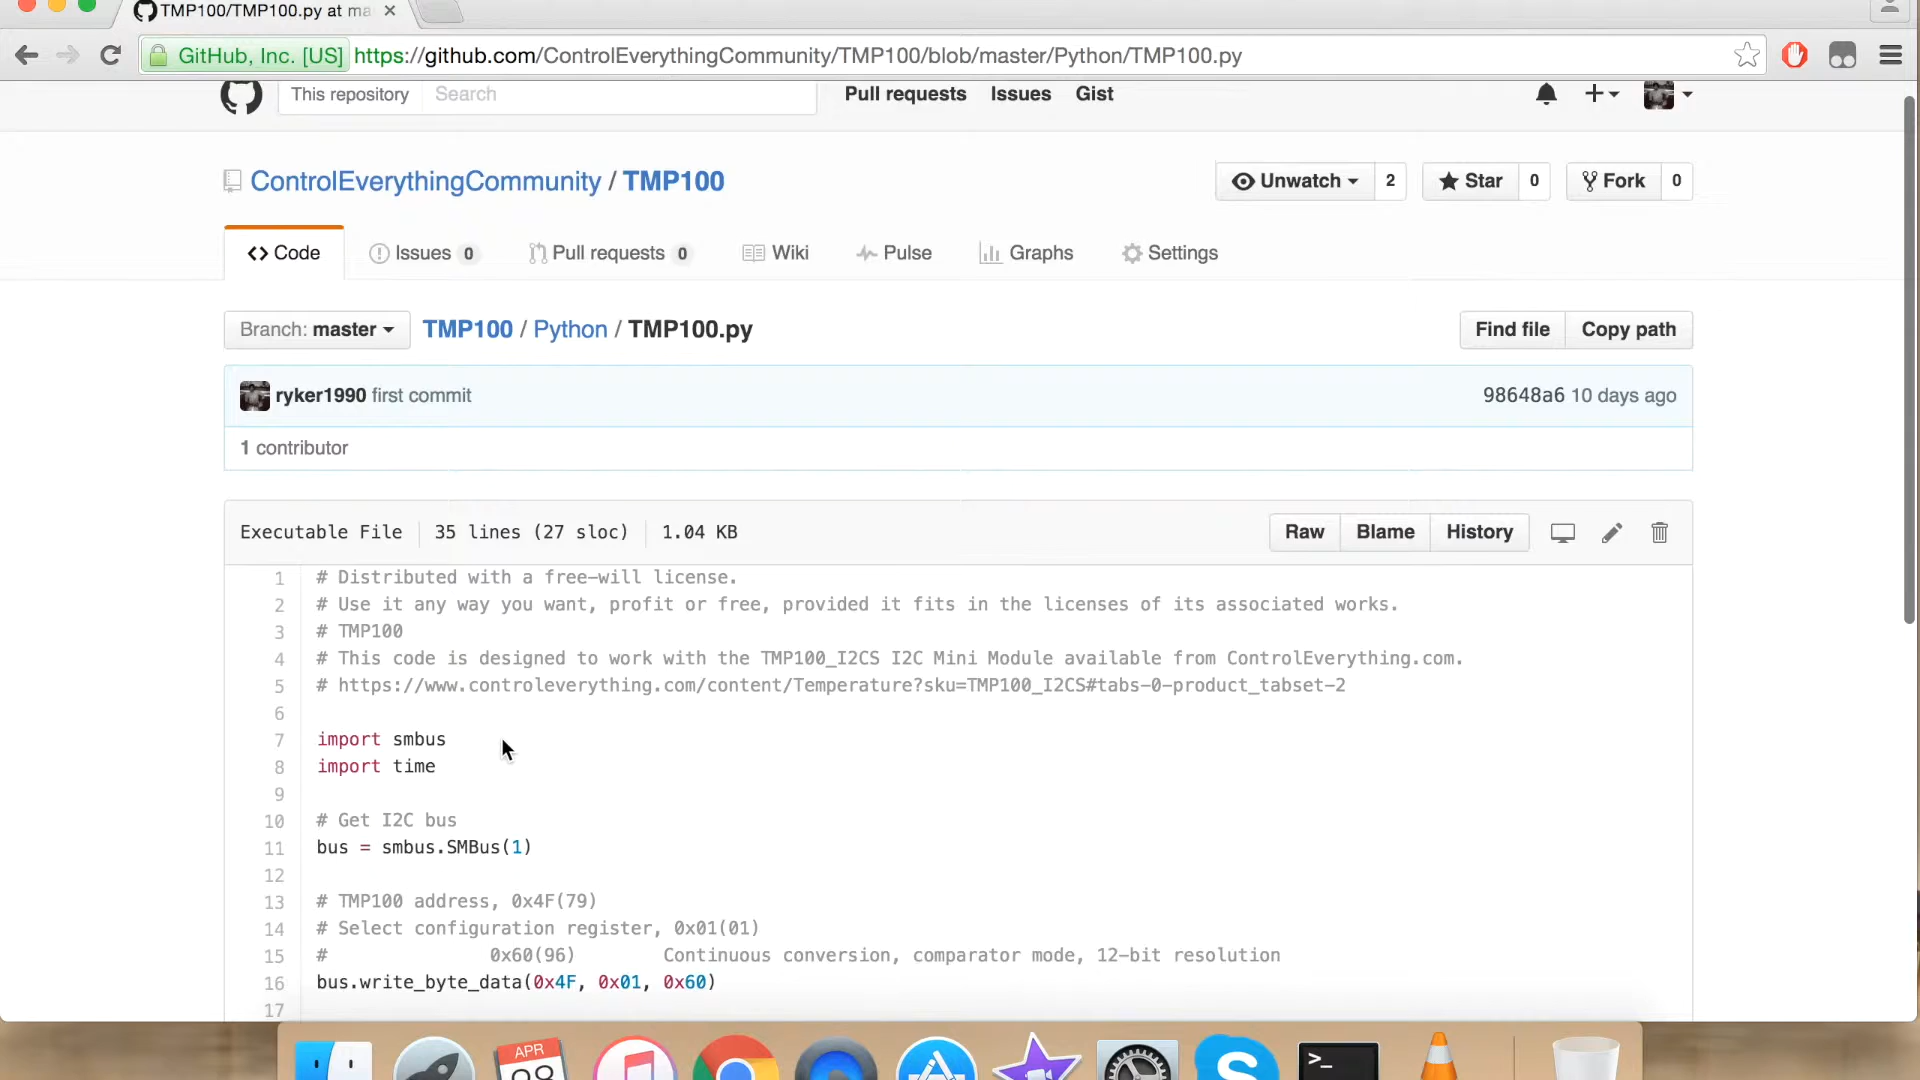 TMP100/TMP100.py at ma
GitHub, Inc. [US] https://github.com/ControlEverythingCommunity/TMP100/blob/master/Python/TMP100.py
This repository Search Pull requests Issues Gist
ControlEverythingCommunity / TMP100 Unwatch 2 Star 0 Fork 0
Code Issues 0 Pull requests 0 Wiki Pulse Graphs Settings
Branch: master TMP100 / Python / TMP100.py Find file Copy path
ryker1990 first commit 98648a6 10 days ago
1 contributor
Executable File 35 lines (27 sloc) 1.04 KB Raw Blame History
1 # Distributed with a free-will license.
2 # Use it any way you want, profit or free, provided it fits in the licenses of its associated works.
3 # TMP100
4 # This code is designed to work with the TMP100_I2CS I2C Mini Module available from ControlEverything.com.
5 # https://www.controleverything.com/content/Temperature?sku=TMP100_I2CS#tabs-0-product_tabset-2
6
7 import smbus
8 import time
9
10 # Get I2C bus
11 bus = smbus.SMBus(1)
12
13 # TMP100 address, 0x4F(79)
14 # Select configuration register, 0x01(01)
15 # 0x60(96) Continuous conversion, comparator mode, 12-bit resolution
16 bus.write_byte_data(0x4F, 0x01, 0x60)
17
APR
S >_